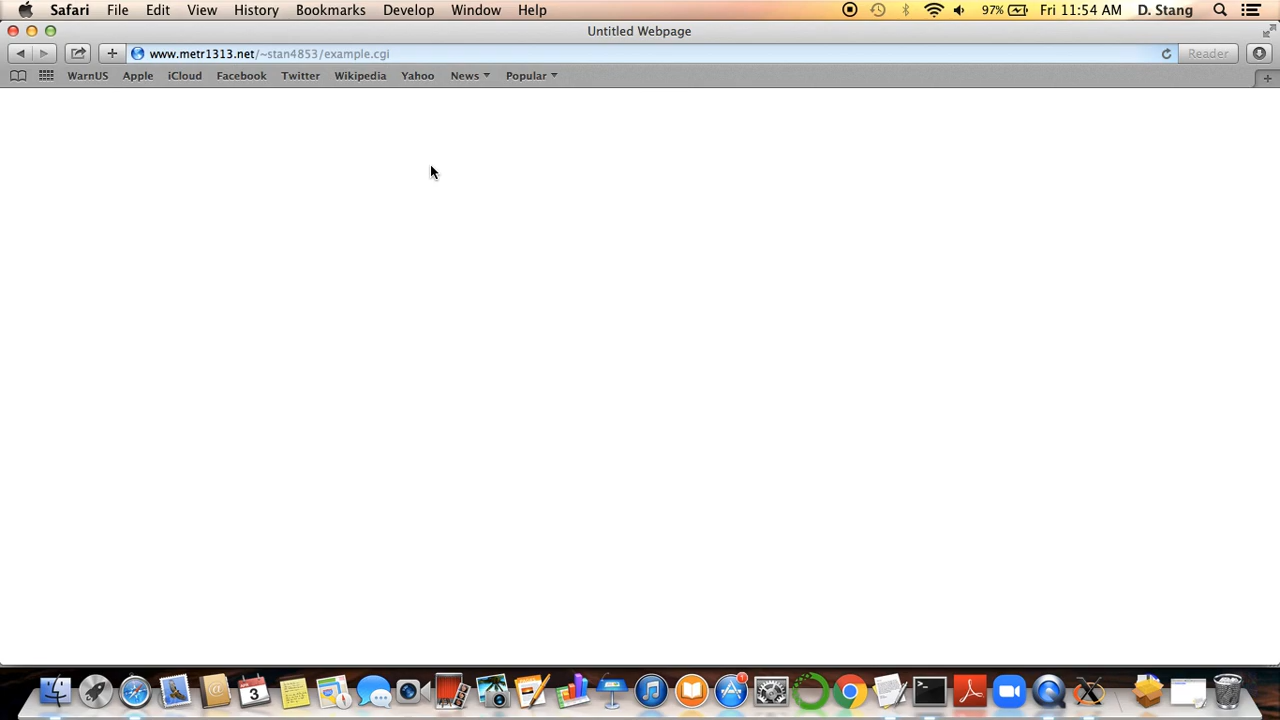 Safari File Edit View History Bookmarks Develop Window Help 97% Fri 11:54 AM D. Stang
Untitled Webpage
www.metr1313.net/~stan4853/example.cgi Reader
WarnUS Apple iCloud Facebook Twitter Wikipedia Yahoo News Popular
3